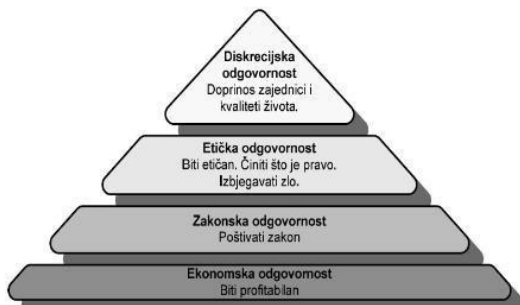 Diskrecijska
odgovornost
Doprinos zajednici i
kvaliteti života.
Etička odgovornost
Biti etičan. Činiti što je pravo.
Izbjegavati zlo.
Zakonska odgovornost
Poštivati zakon
Ekonomska odgovornost
Biti profitabilan